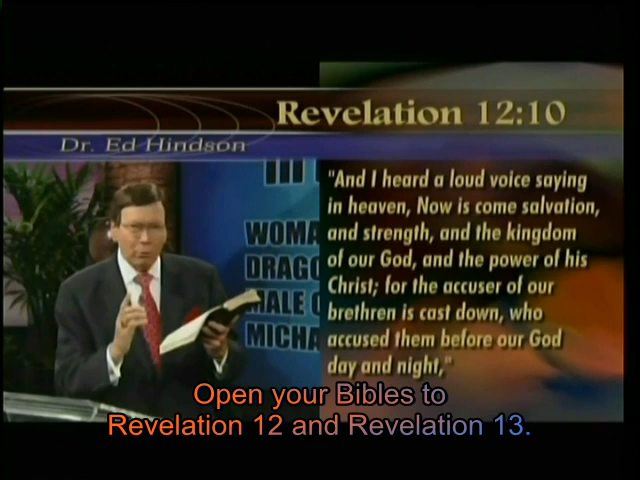 Revelation 12:10
Dr. Ed Hindson
"And I heard a loud voice saying
in heaven, Now is come salvation,
and strength, and the kingdom
of our God, and the power of his
Christ; for the accuser of our
brethren is cast down, who
accused them before our God
day and night,"
WOMA
DRAGO
MALE
MICHA
Open your Bibles to
Revelation 12 and Revelation 13.